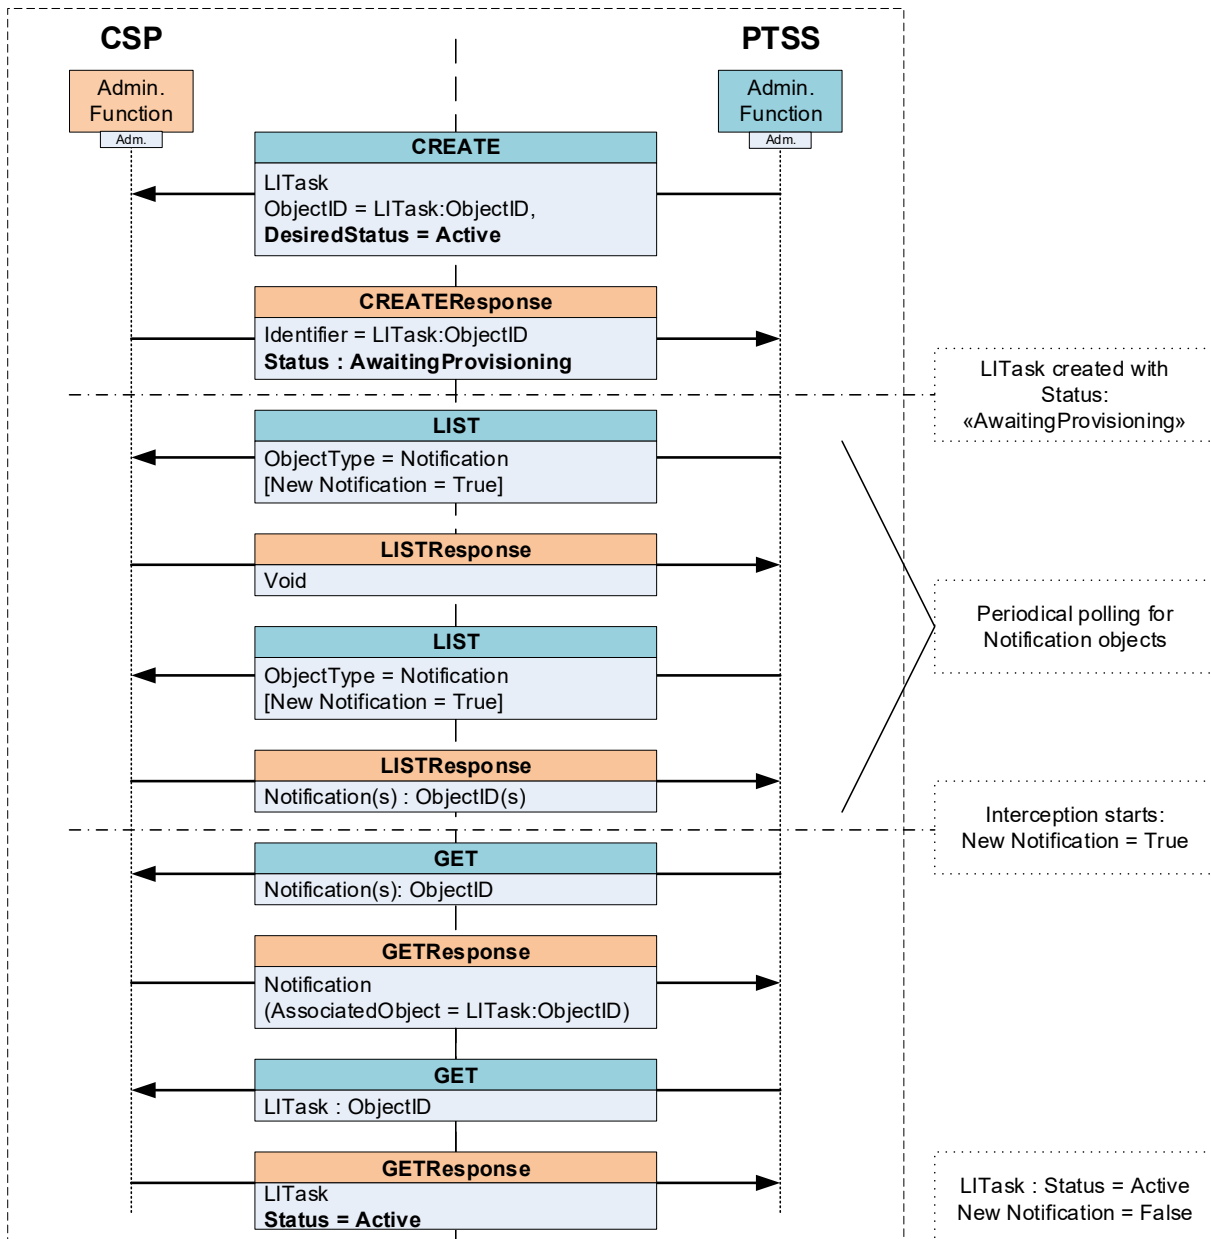 CSP
PTSS
Admin.
Function
Adm.
Admin.
Function
Adm.
CREATE
LITask
ObjectID = LITask:ObjectID,
DesiredStatus = Active
CREATEResponse
Identifier = LITask:ObjectID
Status : AwaitingProvisioning
LITask created with
Status:
«AwaitingProvisioning»
LIST
ObjectType = Notification
[New Notification = True]
LISTResponse
Void
Periodical polling for
Notification objects
LIST
ObjectType = Notification
[New Notification = True]
LISTResponse
Notification(s) : ObjectID(s)
Interception starts:
New Notification = True
GET
Notification(s): ObjectID
GETResponse
Notification
(AssociatedObject = LITask:ObjectID)
GET
LITask : ObjectID
GETResponse
LITask
Status = Active
LITask : Status = Active
New Notification = False